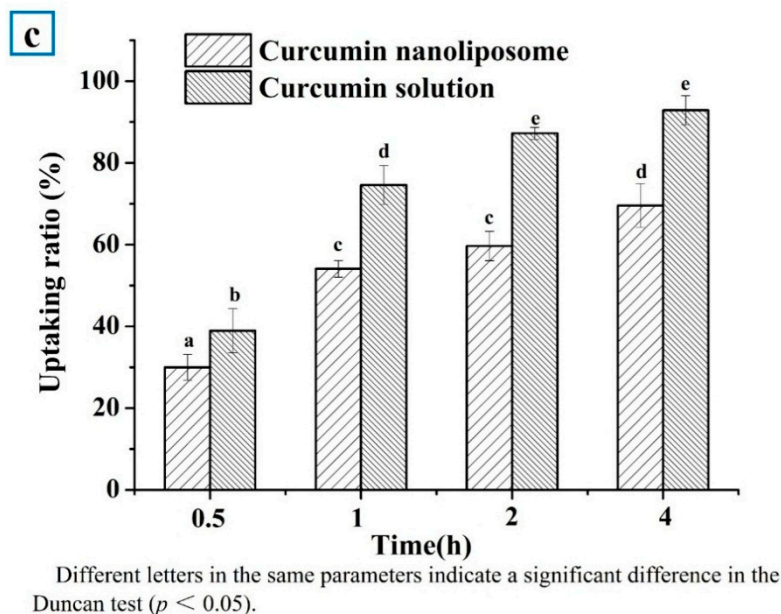 c
Curcumin nanoliposome
Curcumin solution
Uptaking ratio (%)
100
80
60
40
20
0
a
b
c
d
c
e
d
e
0.5
1
2
4
Time(h)
Different letters in the same parameters indicate a significant difference in the
Duncan test (p < 0.05).